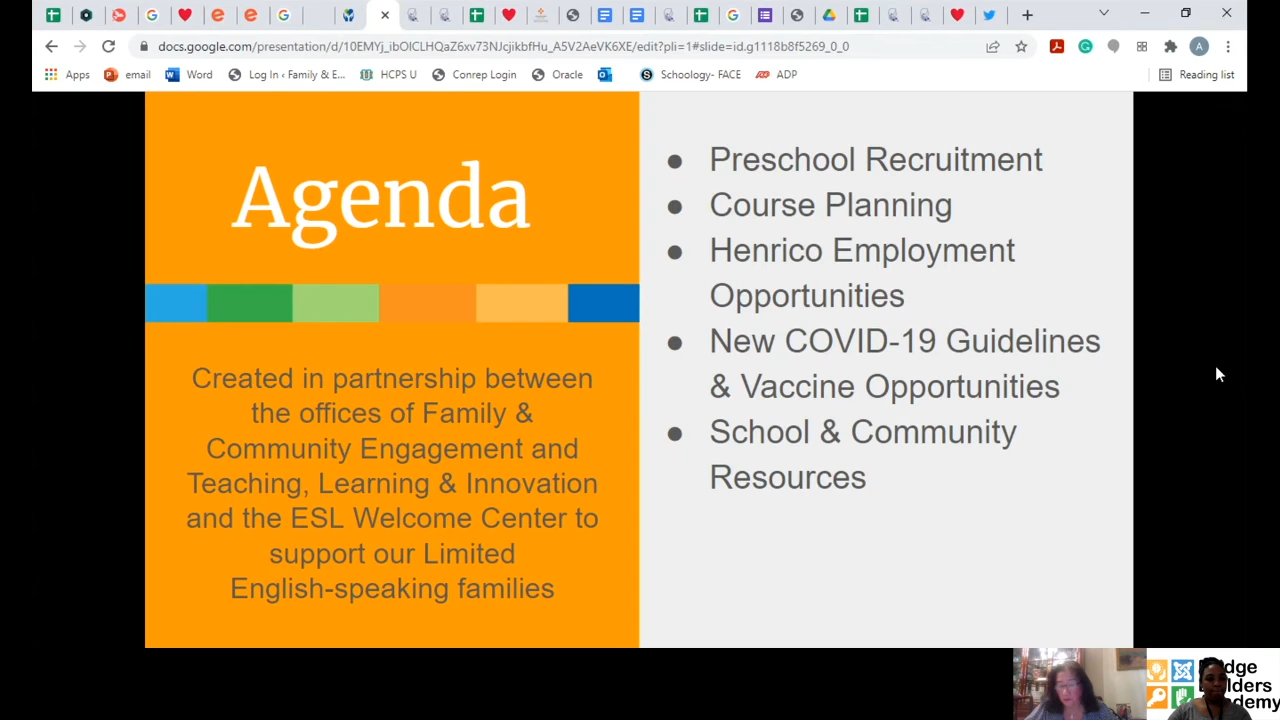 docs.google.com/presentation/d/10EMYj_ibOlCLHQaZ6xv73NJcjikbfHu_A5V2AeVK6XE/edit?pli=1#slide=id.g1118b9f5269_0_0
Apps email Word Log In ‹ Family & E... HCPS U Conrep Login Oracle Schoology- FACE ADP Reading list
Agenda
Created in partnership between
the offices of Family &
Community Engagement and
Teaching, Learning & Innovation
and the ESL Welcome Center to
support our Limited
English-speaking families
● Preschool Recruitment
● Course Planning
● Henrico Employment
Opportunities
● New COVID-19 Guidelines
& Vaccine Opportunities
● School & Community
Resources